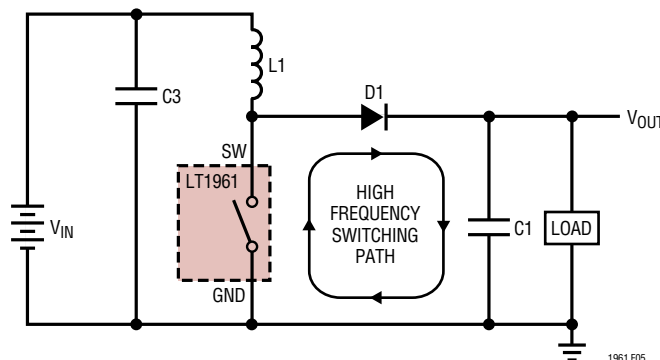 L1
C3
D1
VOUT
SW
LT1961
HIGH
FREQUENCY
SWITCHING
PATH
VIN
C1
LOAD
GND
1961 F05